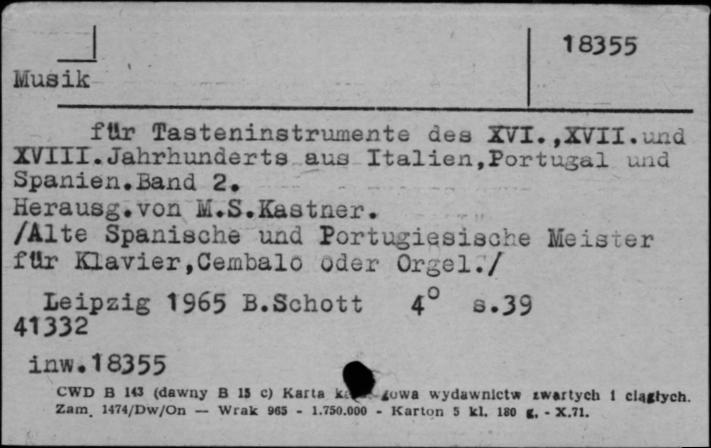 18355
Musik
für Tasteninstrumente des XVI.,XVII.und
XVIII.Jahrhunderts aus Italien,Portugal und
Spanien.Band 2.
Herausg.von M.S.Kastner.
/Alte Spanische und Portugiesische Meister
für Klavier,Cembalo oder Orgel./
Leipzig 1965 B.Schott 4° s.39
41332
inw.18355
CWD B 143 (dawny B 15 c) Karta wydawnictw zwartych i ciągłych.
Zam. 1474/Dw/On — Wrak 965 - 1.750.000 - Karton 5 kl. 180 g. - X.71.